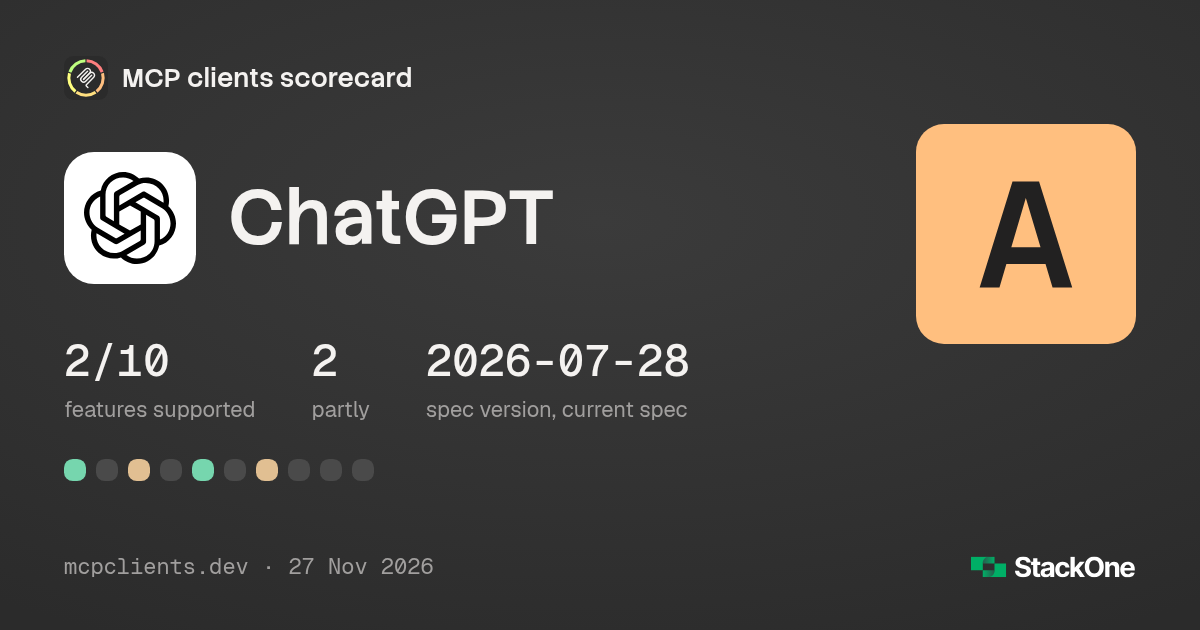 MCP clients scorecard
ChatGPT
A
2/10
features supported
2
partly
2026-07-28
spec version, current spec
mcpclients.dev · 27 Nov 2026
StackOne